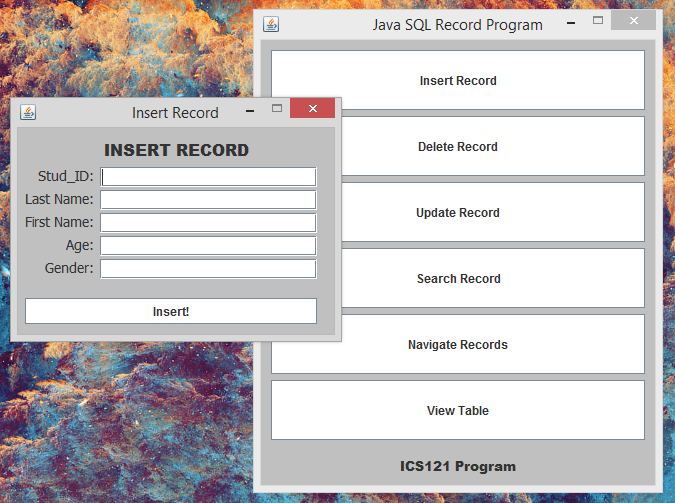 Java SQL Record Program
Insert Record
Delete Record
Update Record
Search Record
Navigate Records
View Table
ICS121 Program
Insert Record
INSERT RECORD
Stud_ID:
Last Name:
First Name:
Age:
Gender:
Insert!